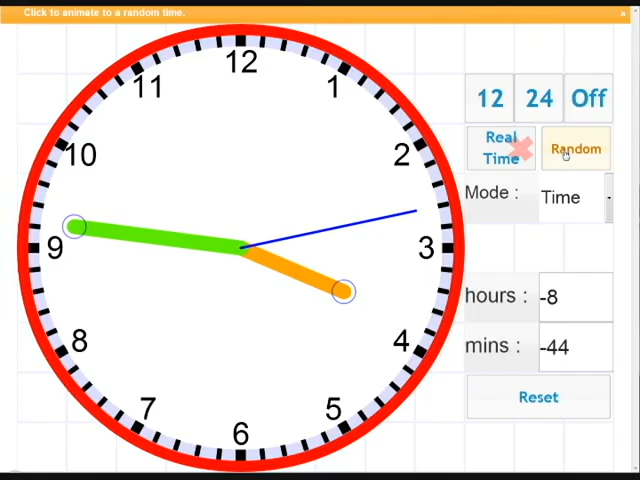 Click to animate to a random time.
12
11
1
10
2
9
3
8
4
7
5
6
12 24 Off
Real
Time
Random
Mode :
Time
hours :
-8
mins :
-44
Reset